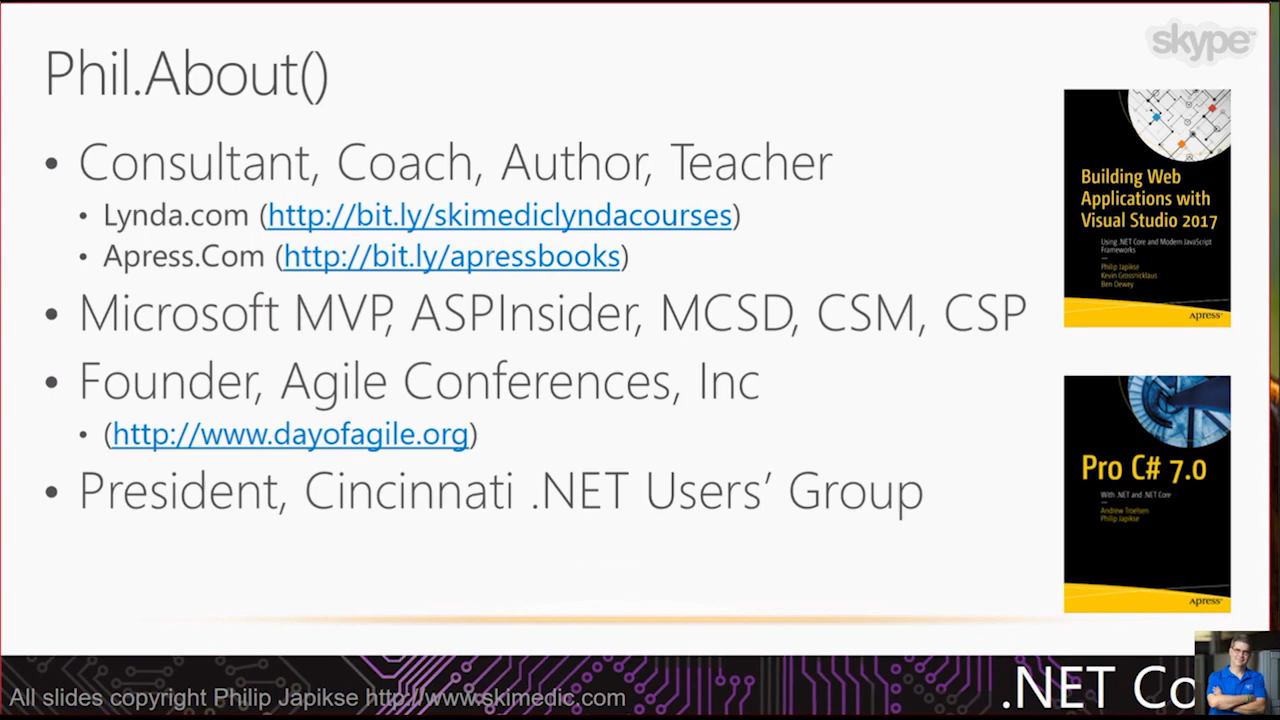 skype™
Phil.About()
• Consultant, Coach, Author, Teacher
• Lynda.com (http://bit.ly/skimediclyndacourses)
• Apress.Com (http://bit.ly/apressbooks)
• Microsoft MVP, ASPInsider, MCSD, CSM, CSP
• Founder, Agile Conferences, Inc
• (http://www.dayofagile.org)
• President, Cincinnati .NET Users’ Group
Building Web
Applications with
Visual Studio 2017
Using .NET Core and Modern JavaScript
Frameworks
Philip Japikse
Kevin Grossnicklaus
Ben Dewey
Apress®
Pro C# 7.0
With .NET and .NET Core
Andrew Troelsen
Philip Japikse
Apress®
All slides copyright Philip Japikse http://www.skimedic.com
.NET Co